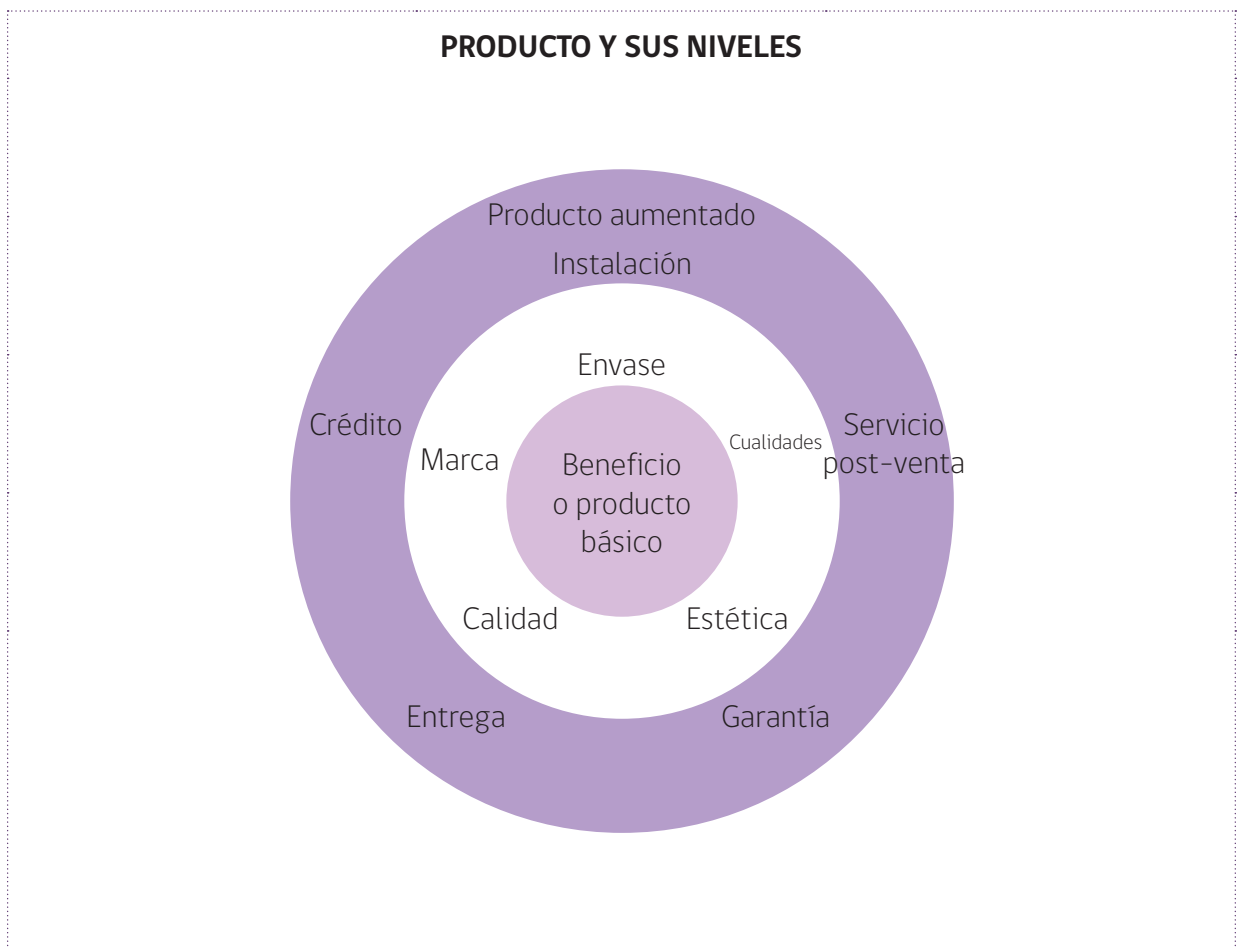 PRODUCTO Y SUS NIVELES
Producto aumentado
Instalación
Envase
Crédito
Marca
Cualidades
Servicio
post-venta
Beneficio
o producto
básico
Calidad
Estética
Entrega
Garantía